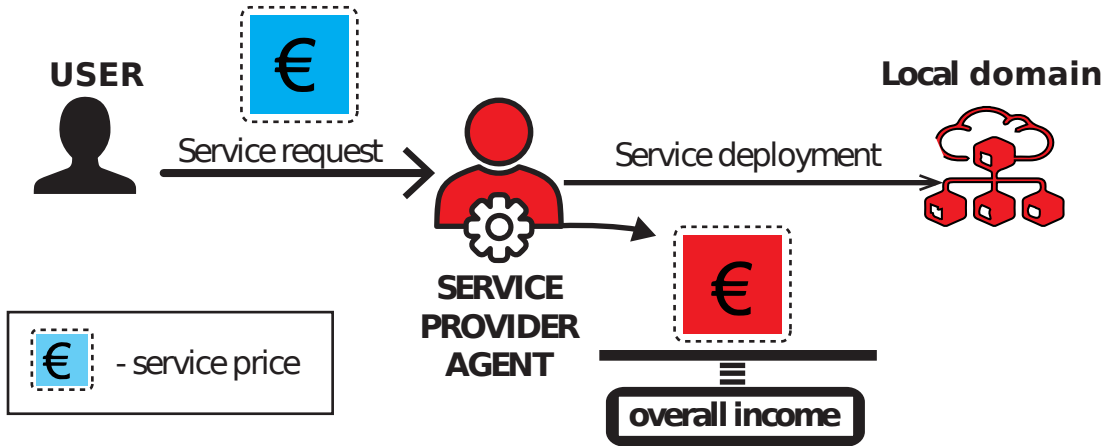 €
USER
Local domain
Service request
Service deployment
€
SERVICE
PROVIDER
AGENT
€ - service price
overall income